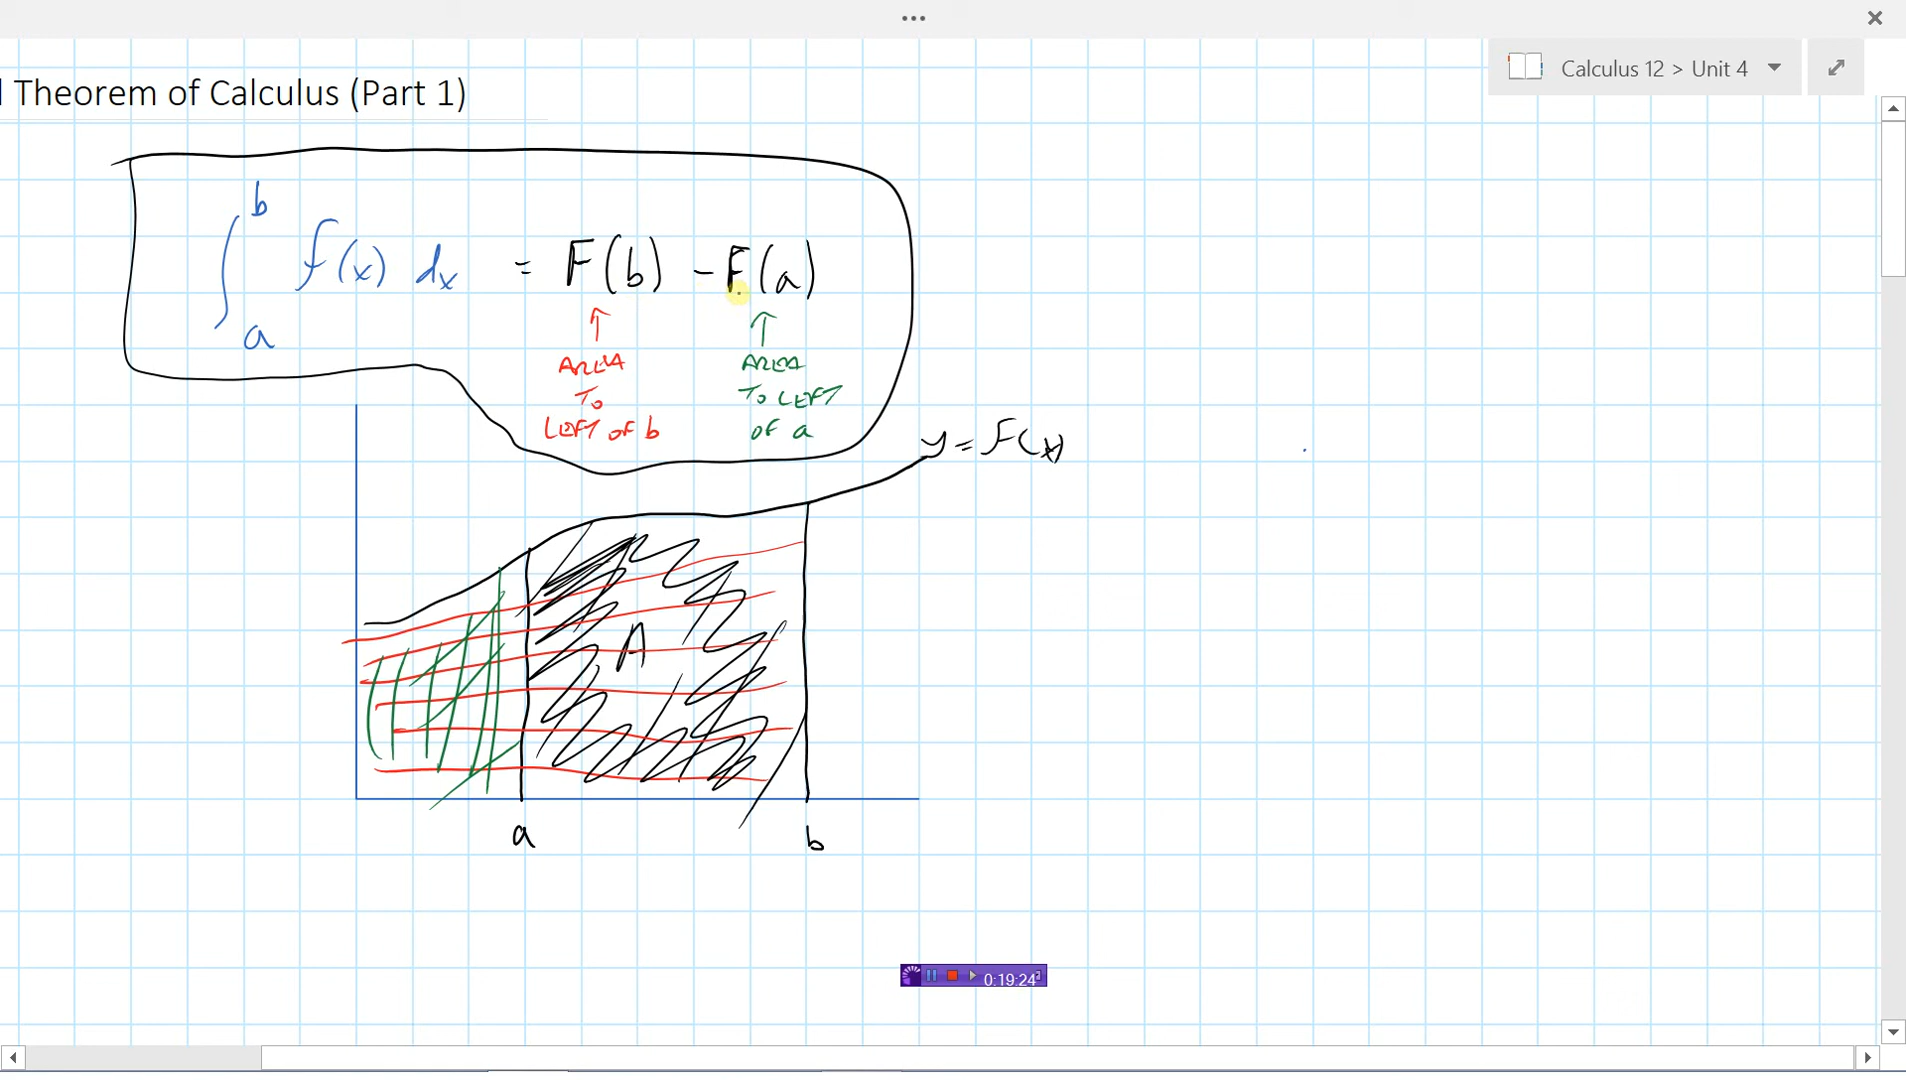 ...
Calculus 12 > Unit 4
l Theorem of Calculus (Part 1)
∫ₐᵇ f(x) dx = F(b) - F(a)
AREA
TO
LEFT OF b
AREA
TO LEFT
OF a
y = f(x)
A
a
b
0:19:24